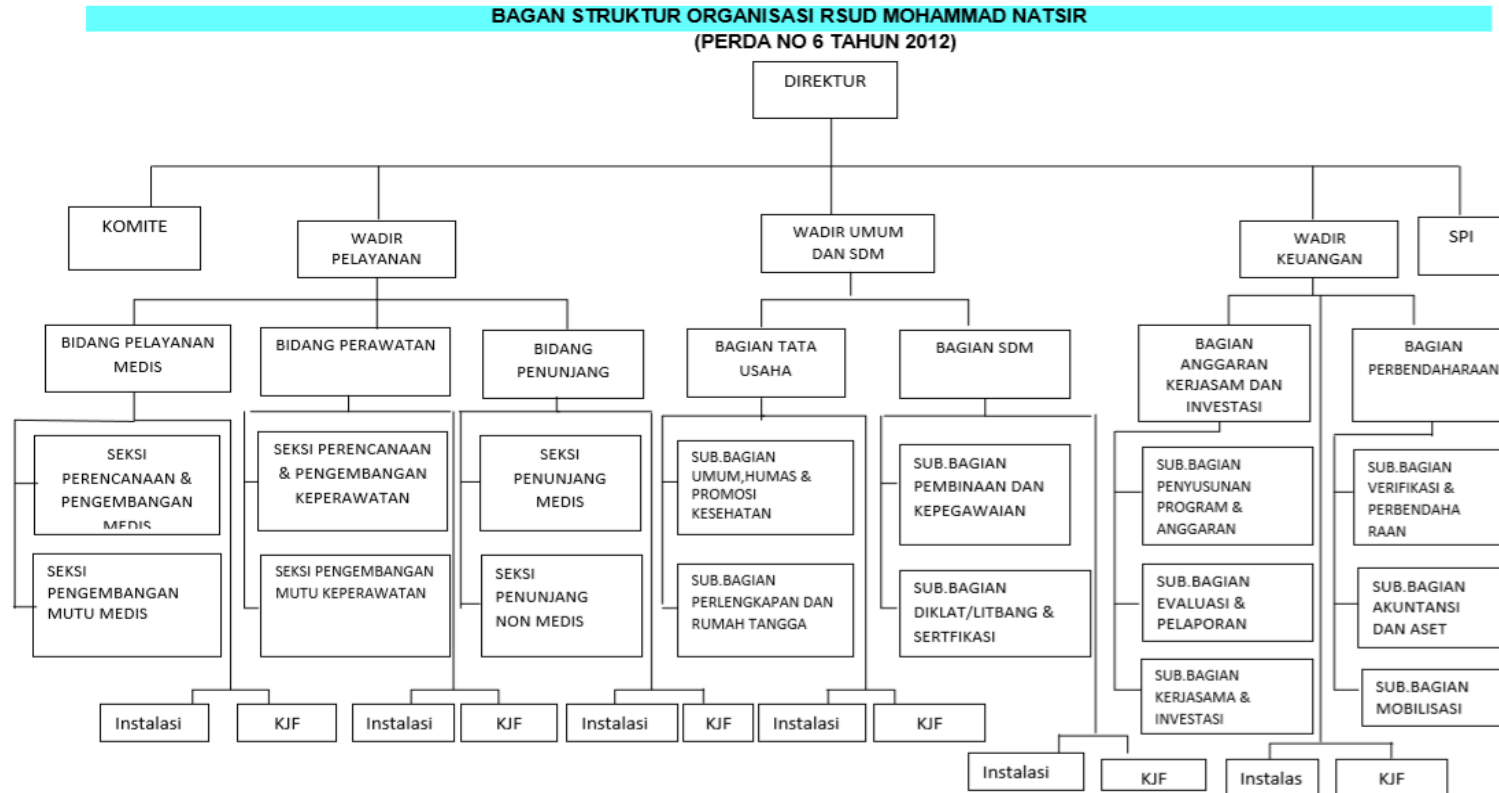 BAGAN STRUKTUR ORGANISASI RSUD MOHAMMAD NATSIR
(PERDA NO 6 TAHUN 2012)
DIREKTUR
KOMITE
WADIR
PELAYANAN
WADIR UMUM
DAN SDM
WADIR
KEUANGAN
SPI
BIDANG PELAYANAN
MEDIS
BIDANG PERAWATAN
BIDANG
PENUNJANG
BAGIAN TATA
USAHA
BAGIAN SDM
BAGIAN
ANGGARAN
KERJASAM DAN
INVESTASI
BAGIAN
PERBENDAHARAAN
SEKSI
PERENCANAAN &
PENGEMBANGAN
MEDIS
SEKSI PERENCANAAN
& PENGEMBANGAN
KEPERAWATAN
SEKSI
PENUNJANG
MEDIS
SUB.BAGIAN
UMUM,HUMAS &
PROMOSI
KESEHATAN
SUB.BAGIAN
PEMBINAAN DAN
KEPEGAWAIAN
SUB.BAGIAN
PENYUSUNAN
PROGRAM &
ANGGARAN
SUB.BAGIAN
VERIFIKASI &
PERBENDAHA
RAAN
SEKSI
PENGEMBANGAN
MUTU MEDIS
SEKSI PENGEMBANGAN
MUTU KEPERAWATAN
SEKSI
PENUNJANG
NON MEDIS
SUB.BAGIAN
PERLENGKAPAN DAN
RUMAH TANGGA
SUB.BAGIAN
DIKLAT/LITBANG &
SERTFIKASI
SUB.BAGIAN
EVALUASI &
PELAPORAN
SUB.BAGIAN
AKUNTANSI
DAN ASET
SUB.BAGIAN
KERJASAMA &
INVESTASI
SUB.BAGIAN
MOBILISASI
Instalasi
KJF
Instalasi
KJF
Instalasi
KJF
Instalasi
KJF
Instalasi
KJF
Instalas
KJF